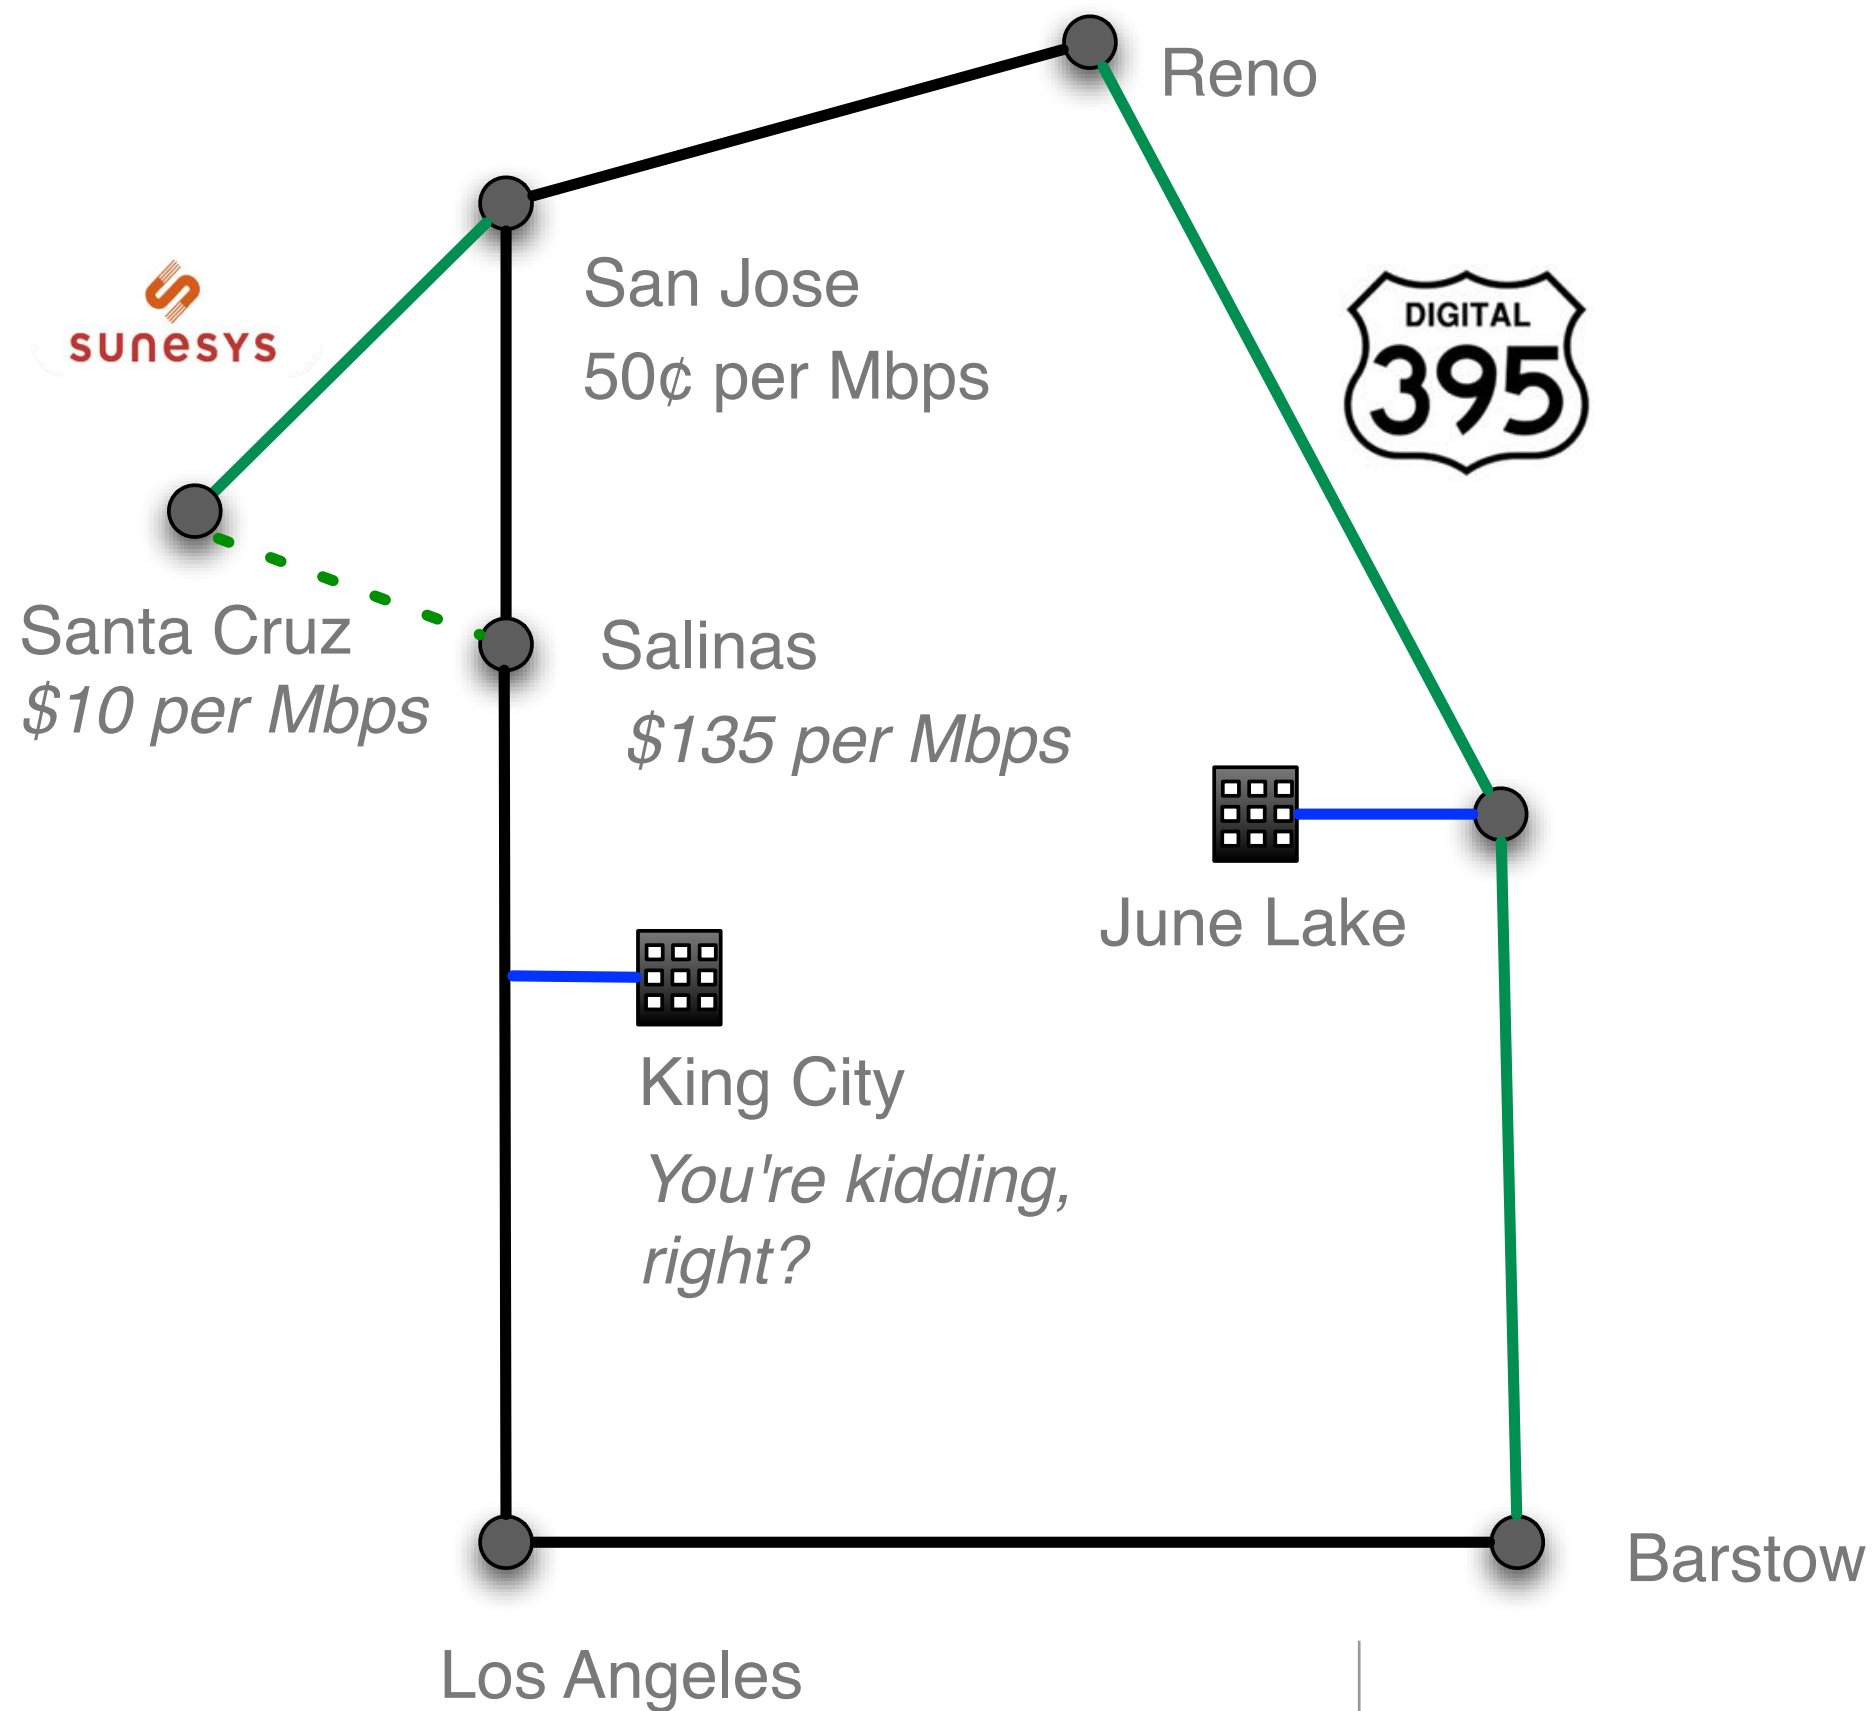 Reno
San Jose
50¢ per Mbps
sunesys
DIGITAL
395
Santa Cruz
$10 per Mbps
Salinas
$135 per Mbps
June Lake
King City
You're kidding,
right?
Barstow
Los Angeles